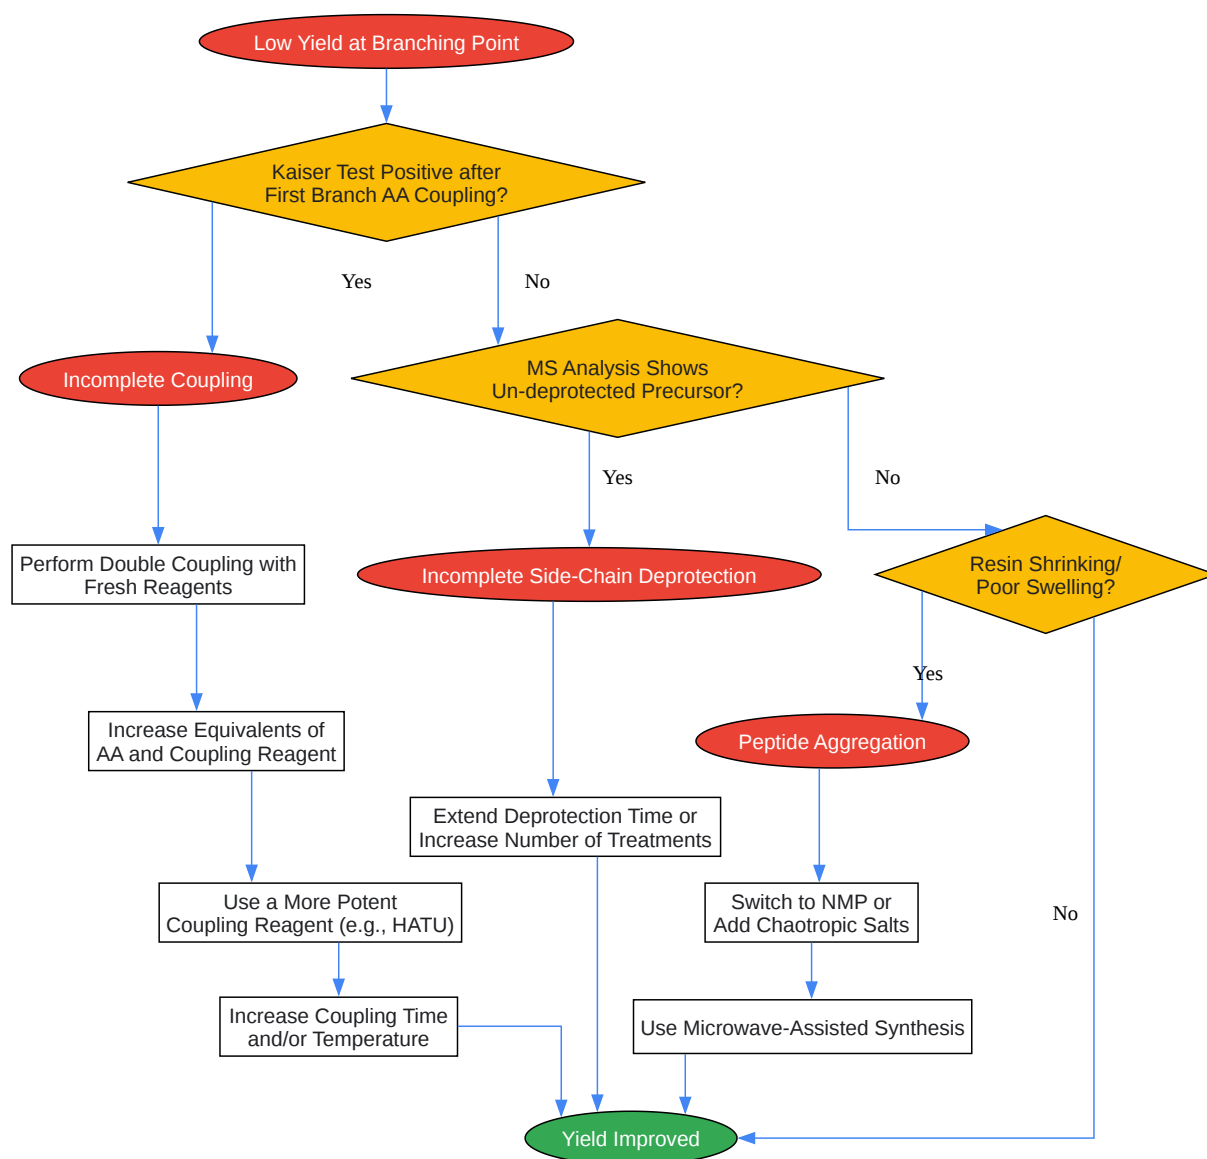 Low Yield at Branching Point
Kaiser Test Positive after
First Branch AA Coupling?
Yes
No
Incomplete Coupling
MS Analysis Shows
Un-deprotected Precursor?
Yes
No
Perform Double Coupling with
Fresh Reagents
Incomplete Side-Chain Deprotection
Resin Shrinking/
Poor Swelling?
Yes
Increase Equivalents of
AA and Coupling Reagent
Peptide Aggregation
Extend Deprotection Time or
Increase Number of Treatments
Use a More Potent
Coupling Reagent (e.g., HATU)
Switch to NMP or
Add Chaotropic Salts
No
Increase Coupling Time
and/or Temperature
Use Microwave-Assisted Synthesis
Yield Improved